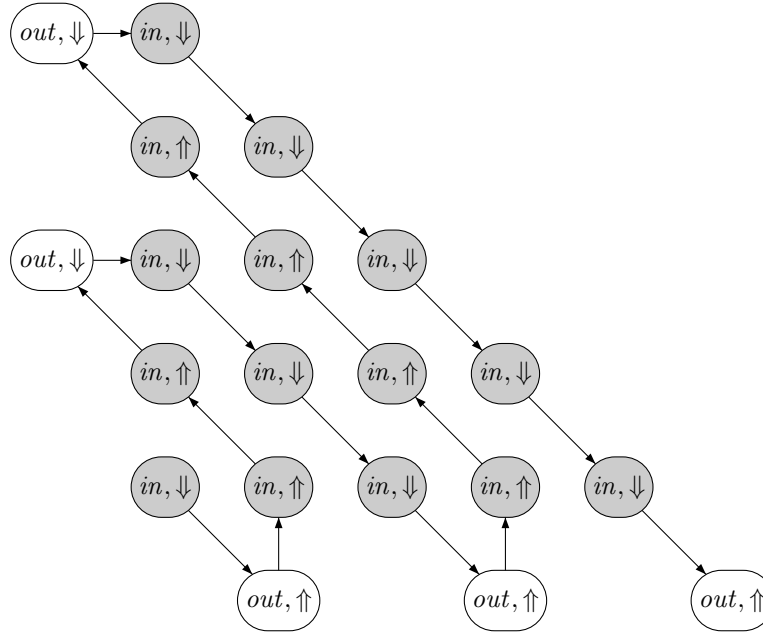 out, ⇓ in, ⇓
in, ⇑ in, ⇓
out, ⇓ in, ⇓ in, ⇑ in, ⇓
in, ⇑ in, ⇓ in, ⇑ in, ⇓
in, ⇓ in, ⇑ in, ⇓ in, ⇑ in, ⇓
out, ⇑ out, ⇑ out, ⇑